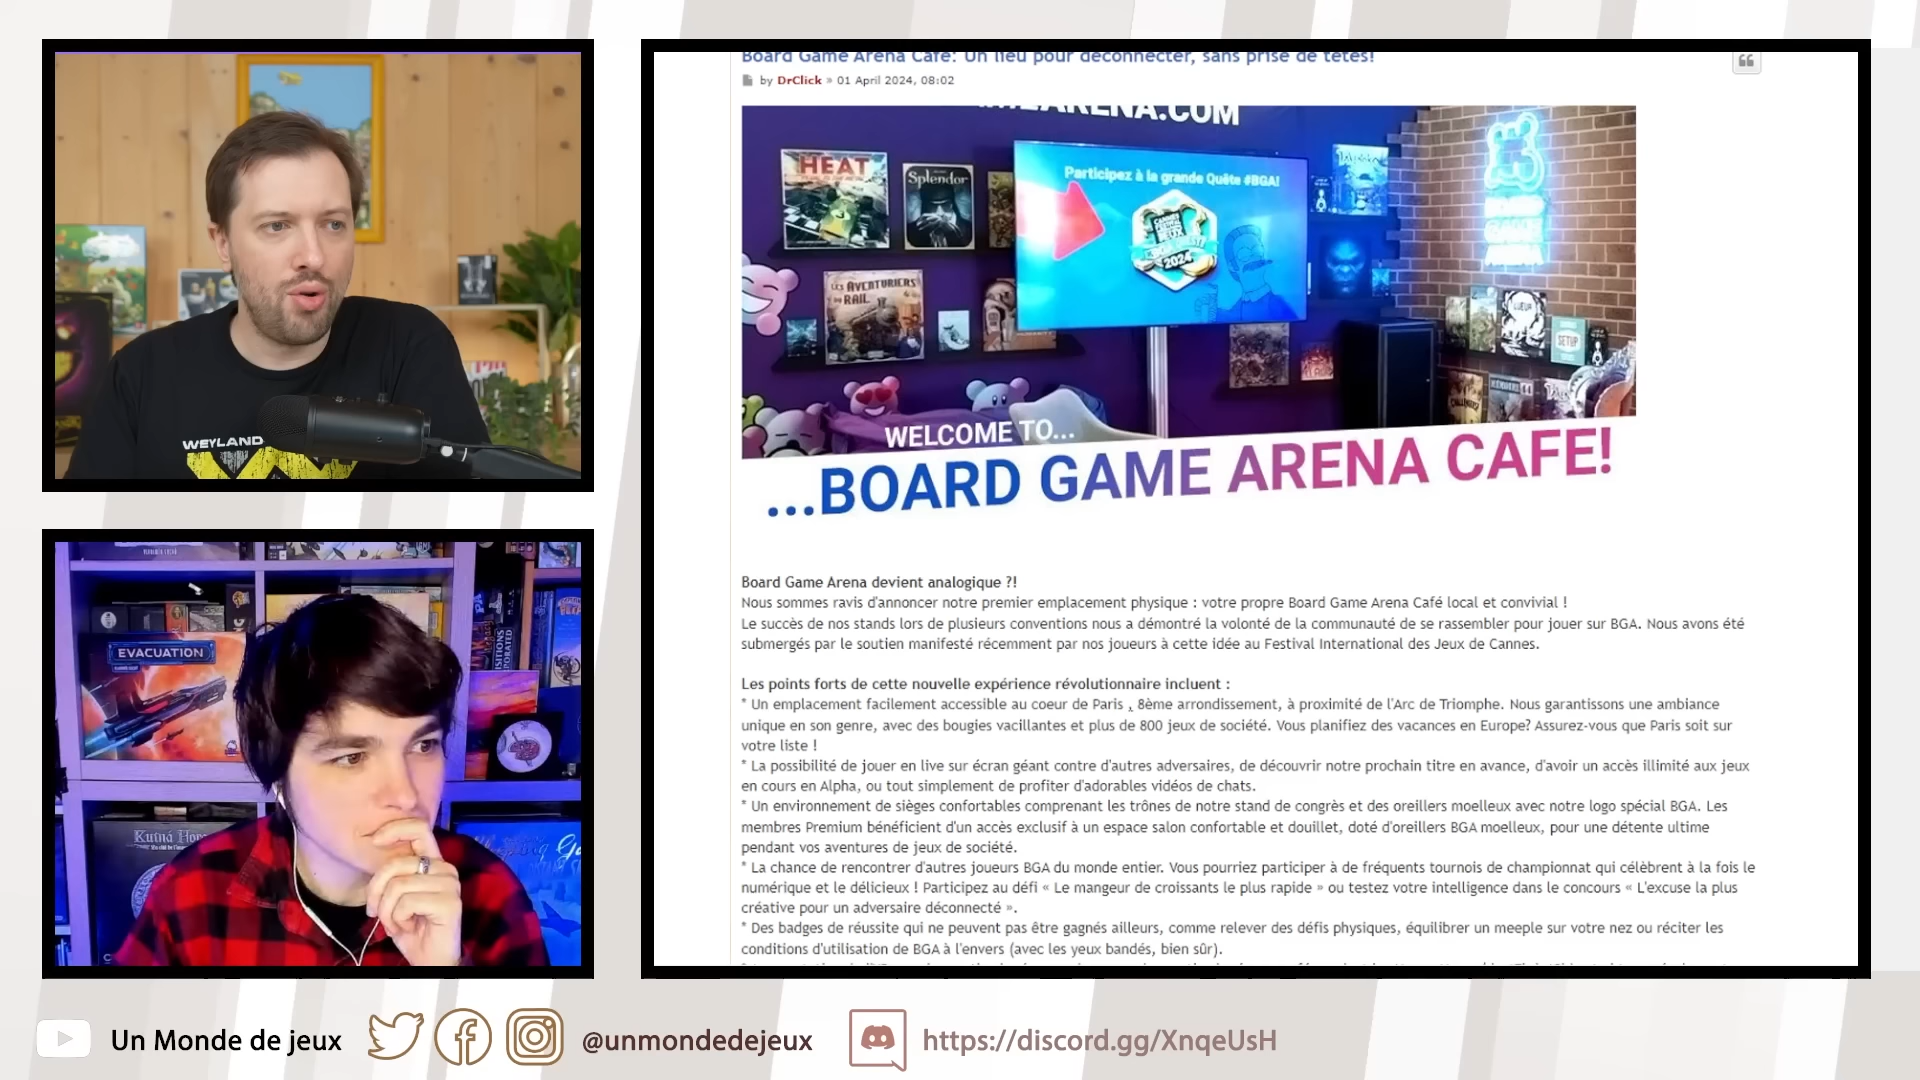 Board Game Arena Café: Un lieu pour déconnecter, sans prise de têtes!
by DrClick » 01 April 2024, 08:02
ARENA.COM
HEAT
Splendor
Participez à la grande Quête #BGA!
2024
LES AVENTURIERS
DU RAIL
BOARD
GAME
ARENA
SETUP
WELCOME TO...
...BOARD GAME ARENA CAFE!
Board Game Arena devient analogique ?!
Nous sommes ravis d'annoncer notre premier emplacement physique : votre propre Board Game Arena Café local et convivial !
Le succès de nos stands lors de plusieurs conventions nous a démontré la volonté de la communauté de se rassembler pour jouer sur BGA. Nous avons été
submergés par le soutien manifesté récemment par nos joueurs à cette idée au Festival International des Jeux de Cannes.
Les points forts de cette nouvelle expérience révolutionnaire incluent :
* Un emplacement facilement accessible au coeur de Paris , 8ème arrondissement, à proximité de l'Arc de Triomphe. Nous garantissons une ambiance
unique en son genre, avec des bougies vacillantes et plus de 800 jeux de société. Vous planifiez des vacances en Europe? Assurez-vous que Paris soit sur
votre liste !
* La possibilité de jouer en live sur écran géant contre d'autres adversaires, de découvrir notre prochain titre en avance, d'avoir un accès illimité aux jeux
en cours en Alpha, ou tout simplement de profiter d'adorables vidéos de chats.
* Un environnement de sièges confortables comprenant les trônes de notre stand de congrès et des oreillers moelleux avec notre logo spécial BGA. Les
membres Premium bénéficient d'un accès exclusif à un espace salon confortable et douillet, doté d'oreillers BGA moelleux, pour une détente ultime
pendant vos aventures de jeux de société.
* La chance de rencontrer d'autres joueurs BGA du monde entier. Vous pourriez participer à de fréquents tournois de championnat qui célèbrent à la fois le
numérique et le délicieux ! Participez au défi « Le mangeur de croissants le plus rapide » ou testez votre intelligence dans le concours « L'excuse la plus
créative pour un adversaire déconnecté ».
* Des badges de réussite qui ne peuvent pas être gagnés ailleurs, comme relever des défis physiques, équilibrer un meeple sur votre nez ou réciter les
conditions d'utilisation de BGA à l'envers (avec les yeux bandés, bien sûr).
WEYLAND
EVACUATION
Kutná Hora
Un Monde de jeux
@unmondedejeux
https://discord.gg/XnqeUsH